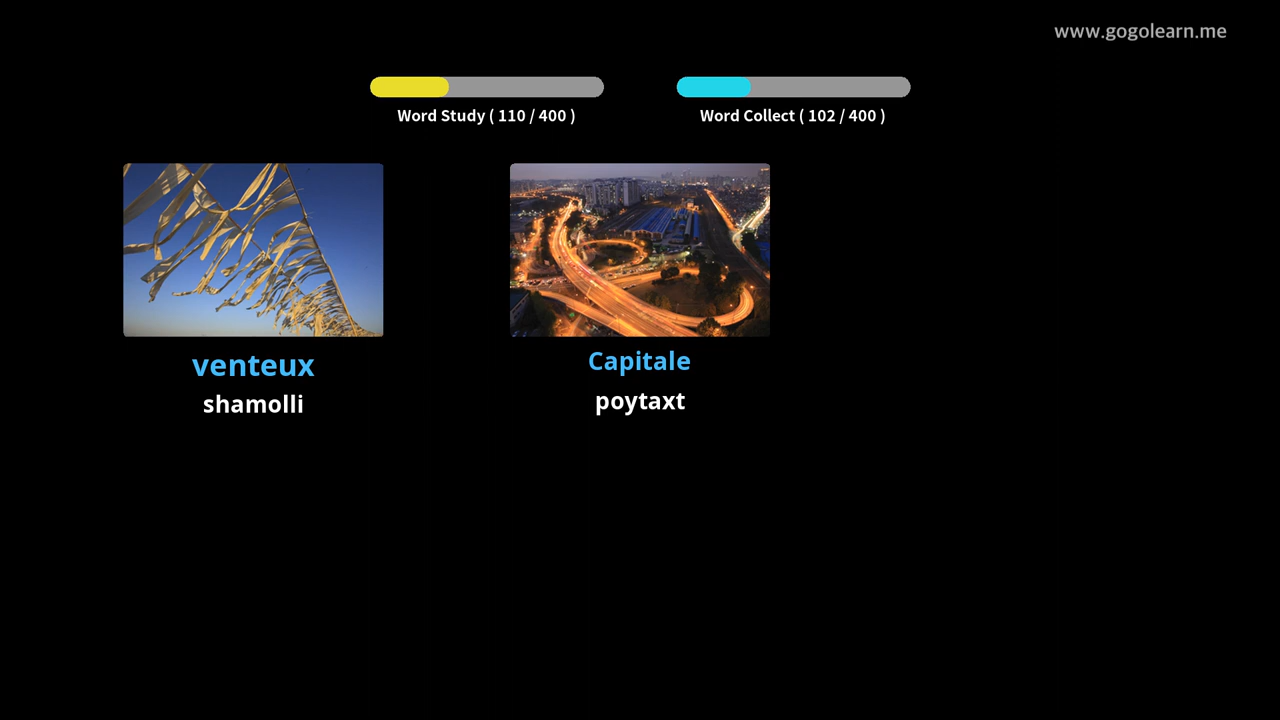 www.gogolearn.me
Word Study ( 110 / 400 )
Word Collect ( 102 / 400 )
venteux
shamolli
Capitale
poytaxt